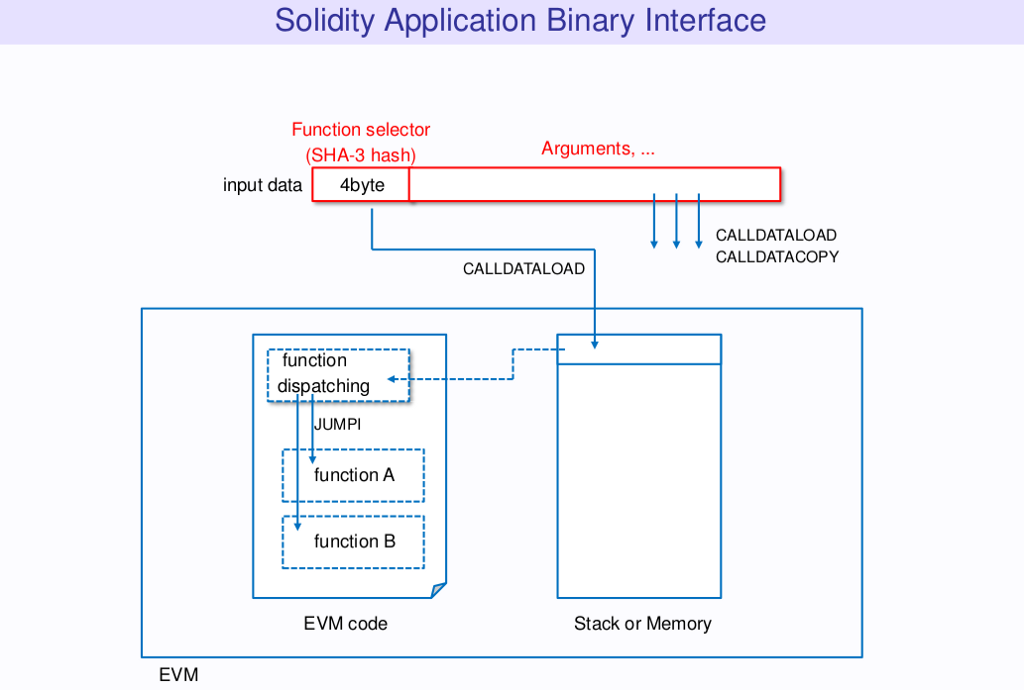 Solidity Application Binary Interface
Function selector
(SHA-3 hash)
Arguments, ...
input data
4byte
CALLDATALOAD
CALLDATACOPY
CALLDATALOAD
function
dispatching
JUMPI
function A
function B
EVM code
Stack or Memory
EVM